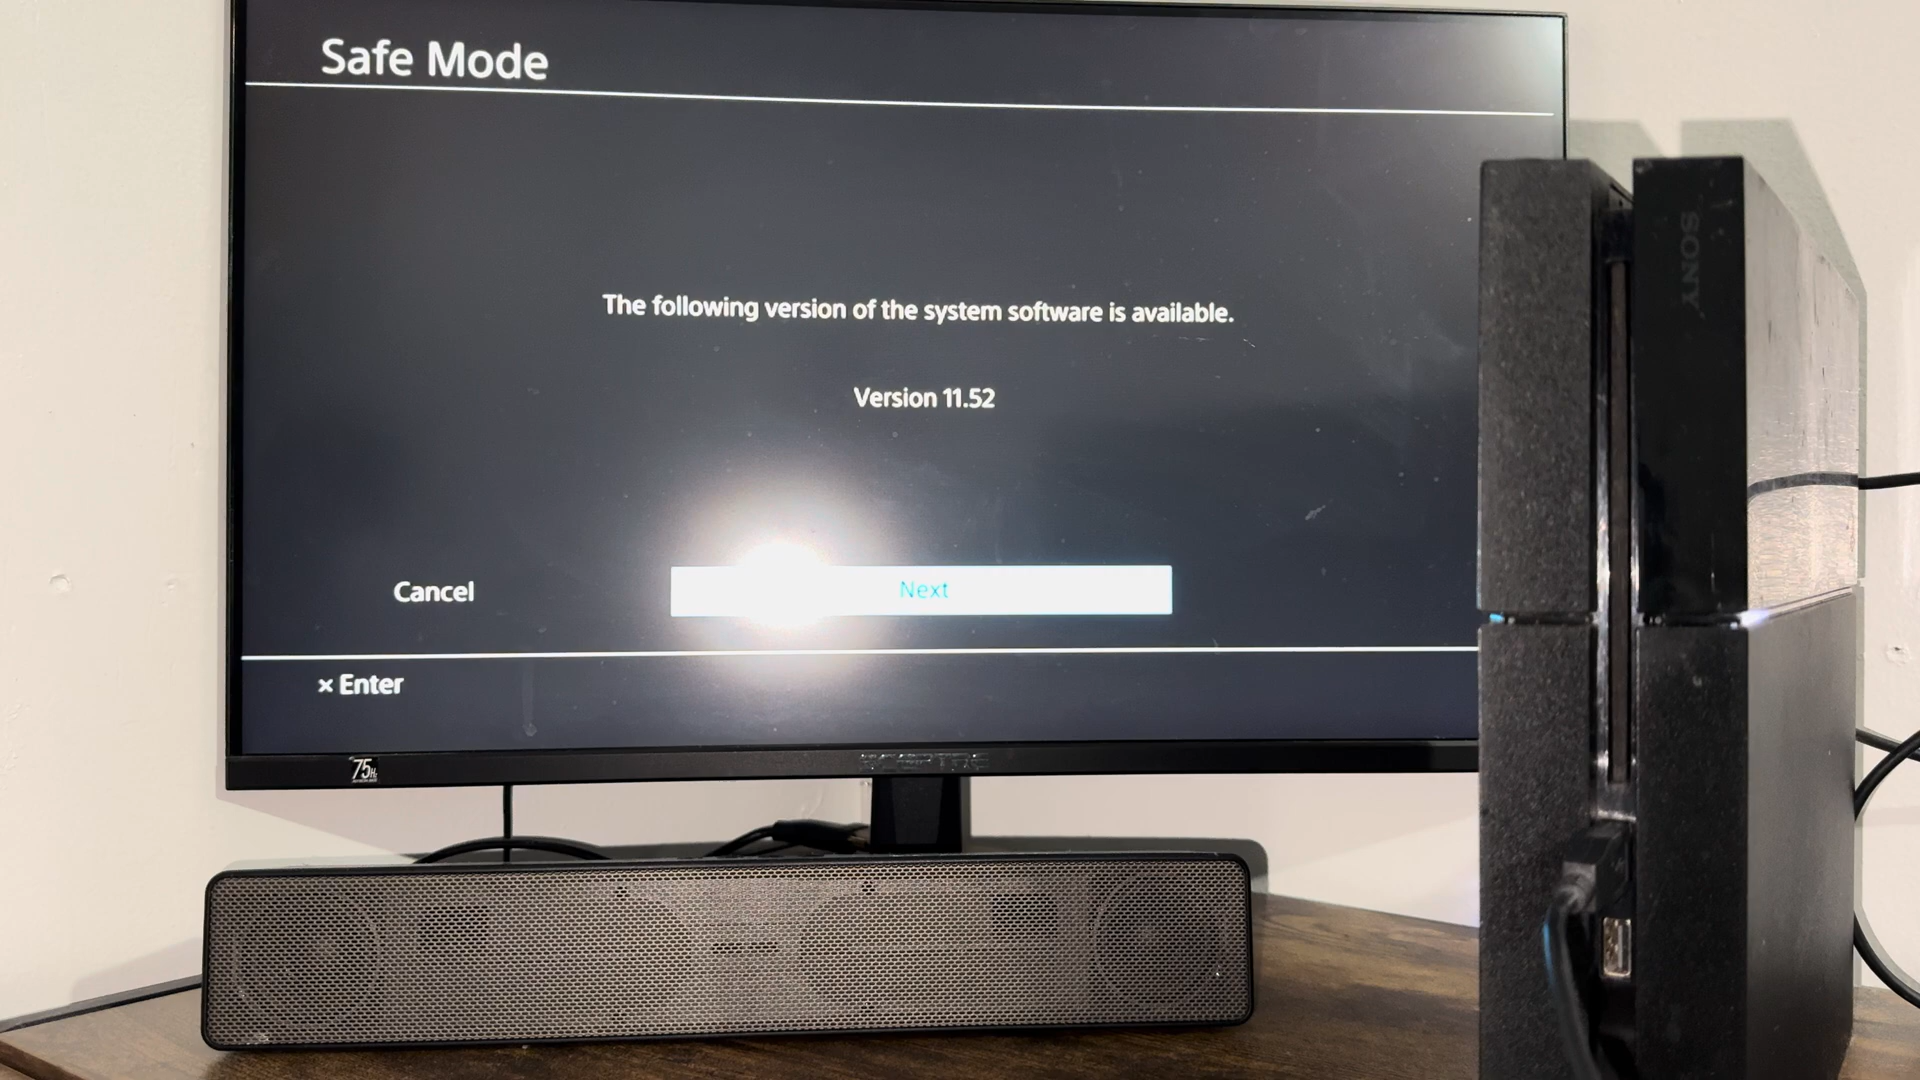 Safe Mode
The following version of the system software is available.
Version 11.52
Cancel
Next
× Enter
75Hz
SONY